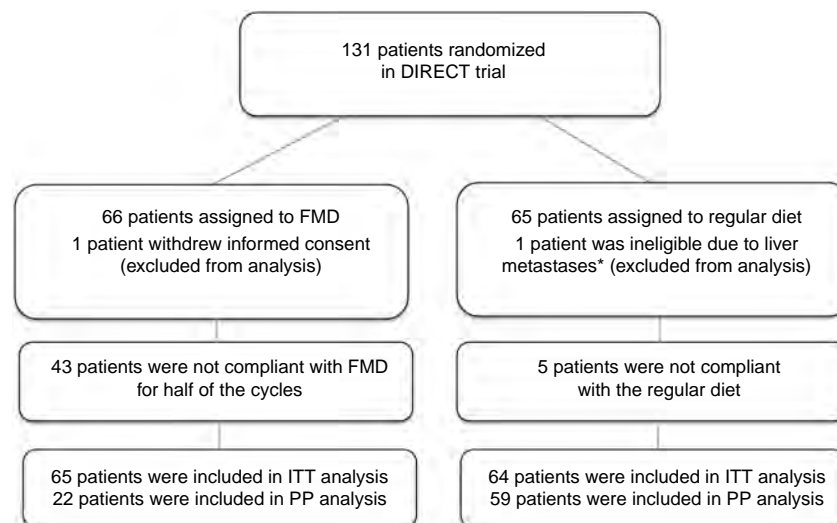 131 patients randomized
in DIRECT trial
66 patients assigned to FMD
1 patient withdrew informed consent
(excluded from analysis)
65 patients assigned to regular diet
1 patient was ineligible due to liver
metastases* (excluded from analysis)
43 patients were not compliant with FMD
for half of the cycles
5 patients were not compliant
with the regular diet
65 patients were included in ITT analysis
22 patients were included in PP analysis
64 patients were included in ITT analysis
59 patients were included in PP analysis